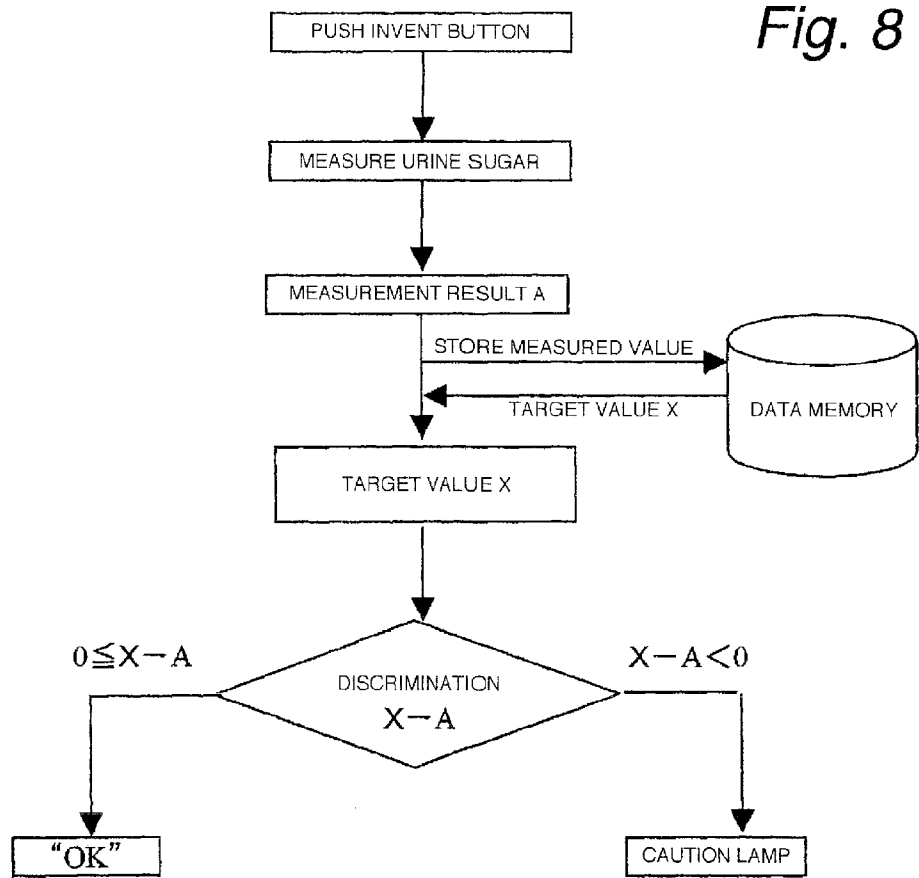 Fig. 8
PUSH INVENT BUTTON
MEASURE URINE SUGAR
MEASUREMENT RESULT A
STORE MEASURED VALUE
TARGET VALUE X
DATA MEMORY
TARGET VALUE X
0≦X−A
X−A<0
DISCRIMINATION
X−A
“OK”
CAUTION LAMP